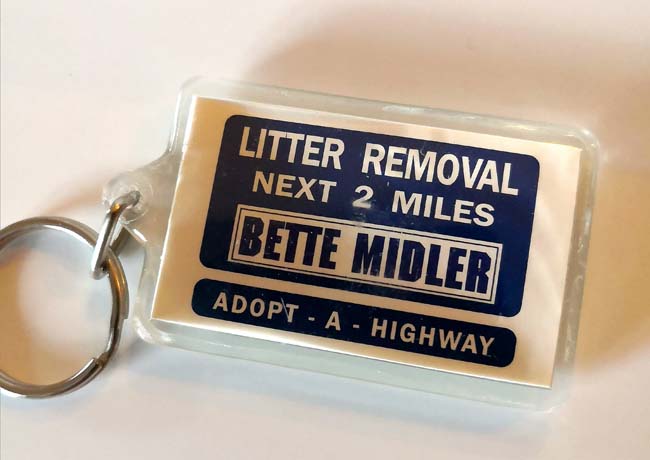 LITTER REMOVAL
NEXT 2 MILES
BETTE MIDLER
ADOPT - A - HIGHWAY